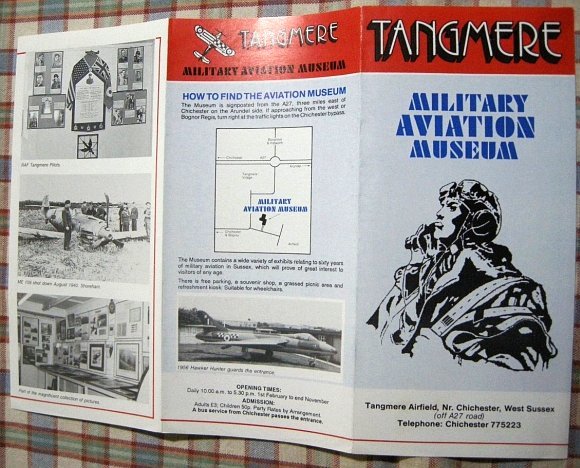 RAF Tangmere Pilots.
ME 109 shot down August 1940. Shoreham.
Part of the magnificent collection of pictures.
TANGMERE
MILITARY AVIATION MUSEUM
HOW TO FIND THE AVIATION MUSEUM
The Museum is signposted from the A27, three miles east of
Chichester on the Arundel side. If approaching from the west or
Bognor Regis, turn right at the traffic lights on the Chichester bypass.
Chichester
A27
Arundel
Tangmere
Village
MILITARY
AVIATION MUSEUM
Chichester
& Bognor
Airfield
The Museum contains a wide variety of exhibits relating to sixty years
of military aviation in Sussex, which will prove of great interest to
visitors of any age.
There is free parking, a souvenir shop, a grassed picnic area and
refreshment kiosk. Suitable for wheelchairs.
1956 Hawker Hunter guards the entrance.
OPENING TIMES:
Daily 10.00 a.m. to 5.30 p.m. 1st February to end November
ADMISSION:
Adults £3; Children 50p. Party Rates by Arrangement.
A bus service from Chichester passes the entrance.
TANGMERE
MILITARY
AVIATION
MUSEUM
Tangmere Airfield, Nr. Chichester, West Sussex
(off A27 road)
Telephone: Chichester 775223